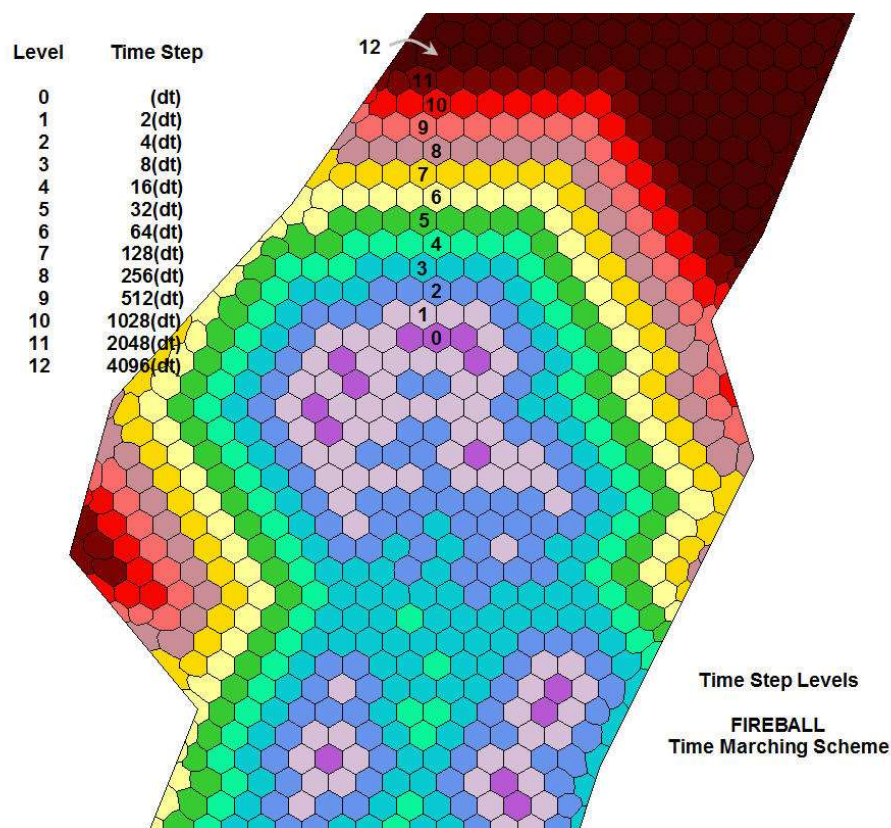 Level Time Step
0 (dt)
1 2(dt)
2 4(dt)
3 8(dt)
4 16(dt)
5 32(dt)
6 64(dt)
7 128(dt)
8 256(dt)
9 512(dt)
10 1028(dt)
11 2048(dt)
12 4096(dt)
12
11
10
9
8
7
6
5
4
3
2
1
0
Time Step Levels
FIREBALL
Time Marching Scheme